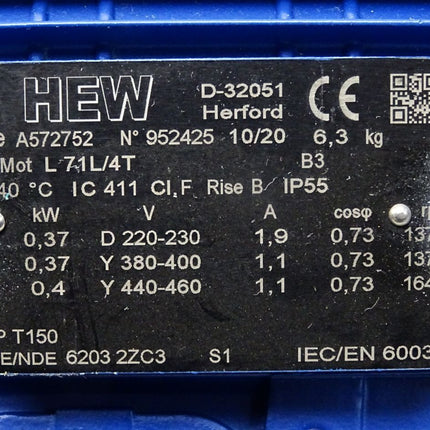 HEW D-32051 Herford CE
e A572752 N° 952425 10/20 6,3 kg
Mot L 71L/4T B3
40 °C IC 411 Cl,F Rise B IP55
kW V A cosφ
0,37 D 220-230 1,9 0,73 137
0,37 Y 380-400 1,1 0,73 137
0,4 Y 440-460 1,1 0,73 164
P T150
E/NDE 6203 2ZC3 S1 IEC/EN 6003